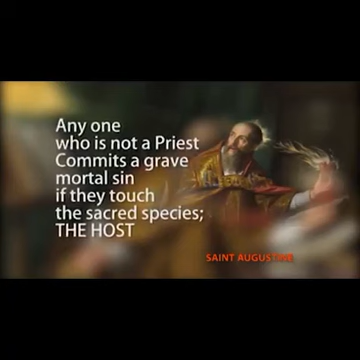 Any one
who is not a Priest
Commits a grave
mortal sin
if they touch
the sacred species;
THE HOST
SAINT AUGUSTINE